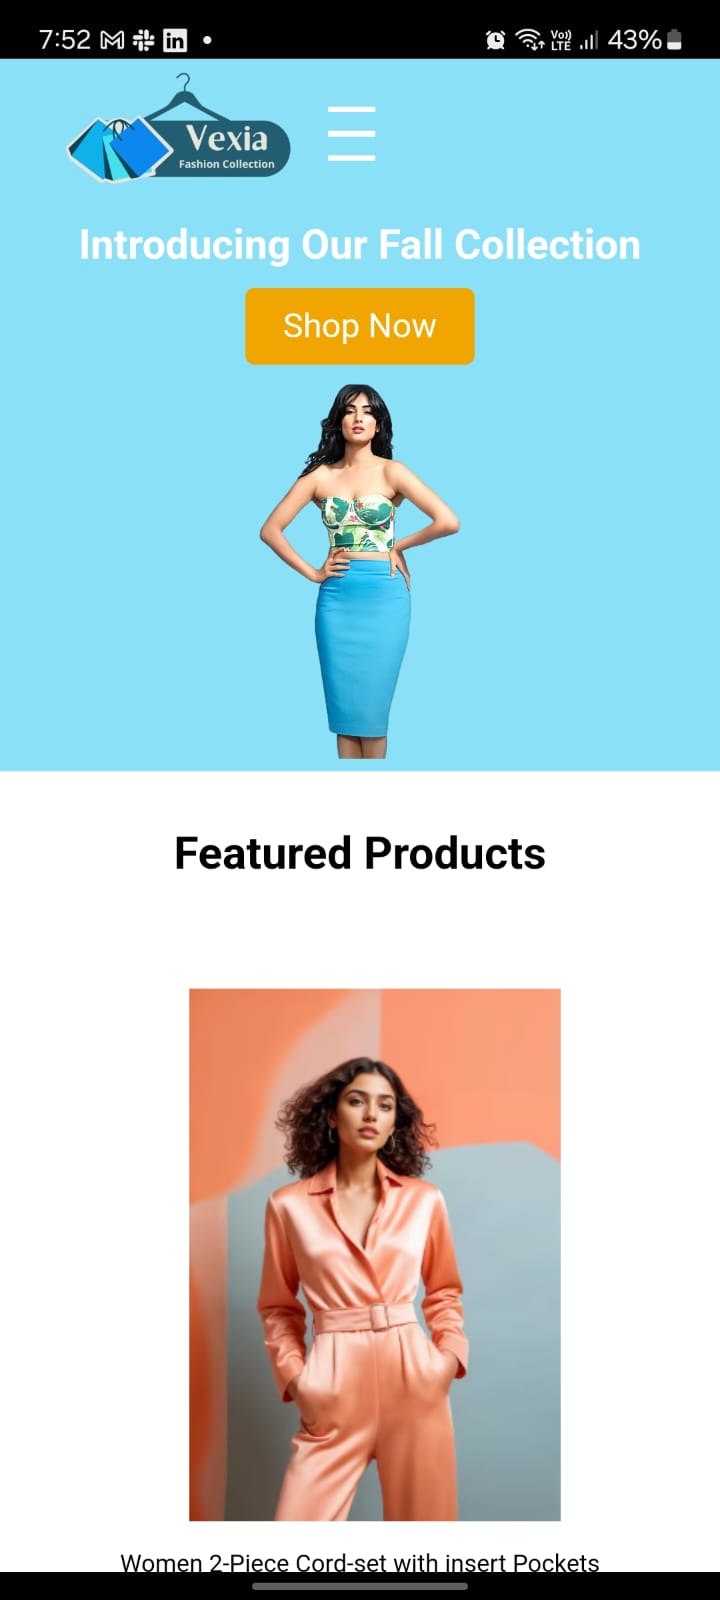 7:52
Vo))
LTE
43%
Vexia
Fashion Collection
Introducing Our Fall Collection
Shop Now
Featured Products
Women 2-Piece Cord-set with insert Pockets